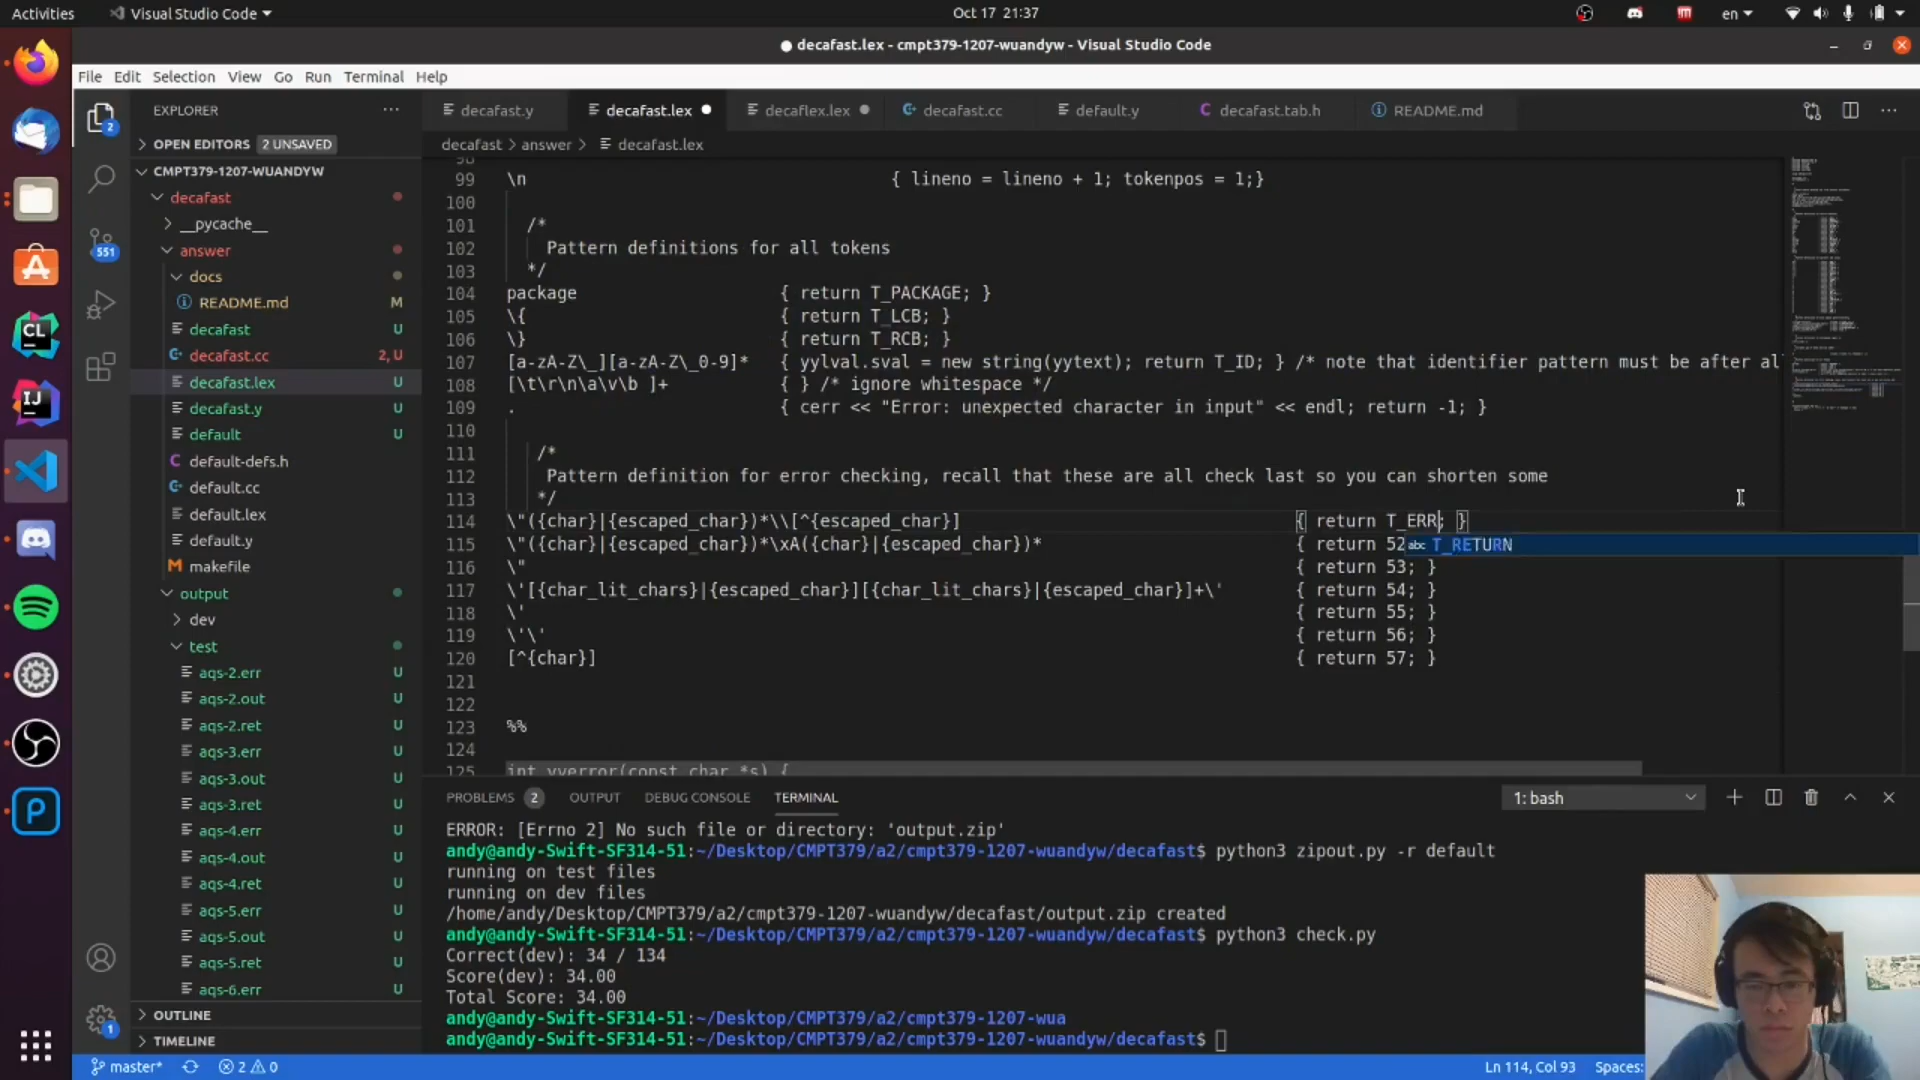 Activities
Visual Studio Code
Oct 17 21:37
en
decafast.lex - cmpt379-1207-wuandyw - Visual Studio Code
File Edit Selection View Go Run Terminal Help
EXPLORER
OPEN EDITORS 2 UNSAVED
CMPT379-1207-WUANDYW
decafast
__pycache__
answer
docs
README.md M
decafast U
decafast.cc 2, U
decafast.lex U
decafast.y U
default U
default-defs.h
default.cc
default.lex
default.y
makefile
output
dev
test
aqs-2.err U
aqs-2.out U
aqs-2.ret U
aqs-3.err U
aqs-3.out U
aqs-3.ret U
aqs-4.err U
aqs-4.out U
aqs-4.ret U
aqs-5.err U
aqs-5.out U
aqs-5.ret U
aqs-6.err U
OUTLINE
TIMELINE
2
551
1
decafast.y decafast.lex decaflex.lex decafast.cc default.y decafast.tab.h README.md
decafast > answer > decafast.lex
98
99 \n { lineno = lineno + 1; tokenpos = 1;}
100
101 /*
102 Pattern definitions for all tokens
103 */
104 package { return T_PACKAGE; }
105 \{ { return T_LCB; }
106 \} { return T_RCB; }
107 [a-zA-Z\_][a-zA-Z\_0-9]* { yylval.sval = new string(yytext); return T_ID; } /* note that identifier pattern must be after al
108 [\t\r\n\a\v\b ]+ { } /* ignore whitespace */
109 . { cerr << "Error: unexpected character in input" << endl; return -1; }
110
111 /*
112 Pattern definition for error checking, recall that these are all check last so you can shorten some
113 */
114 \"({char}|{escaped_char})*\\[^{escaped_char}] { return T_ERR; }
115 \"({char}|{escaped_char})*\xA({char}|{escaped_char})* { return 52
T_RETURN
116 \" { return 53; }
117 \'[{char_lit_chars}|{escaped_char}][{char_lit_chars}|{escaped_char}]+\' { return 54; }
118 \' { return 55; }
119 \'\' { return 56; }
120 [^{char}] { return 57; }
121
122
123 %%
124
125 int yyerror(const char *s) {
PROBLEMS 2 OUTPUT DEBUG CONSOLE TERMINAL 1: bash
ERROR: [Errno 2] No such file or directory: 'output.zip'
andy@andy-Swift-SF314-51:~/Desktop/CMPT379/a2/cmpt379-1207-wuandyw/decafast$ python3 zipout.py -r default
running on test files
running on dev files
/home/andy/Desktop/CMPT379/a2/cmpt379-1207-wuandyw/decafast/output.zip created
andy@andy-Swift-SF314-51:~/Desktop/CMPT379/a2/cmpt379-1207-wuandyw/decafast$ python3 check.py
Correct(dev): 34 / 134
Score(dev): 34.00
Total Score: 34.00
andy@andy-Swift-SF314-51:~/Desktop/CMPT379/a2/cmpt379-1207-wua
andy@andy-Swift-SF314-51:~/Desktop/CMPT379/a2/cmpt379-1207-wuandyw/decafast$
master* 2 0 Ln 114, Col 93 Spaces: